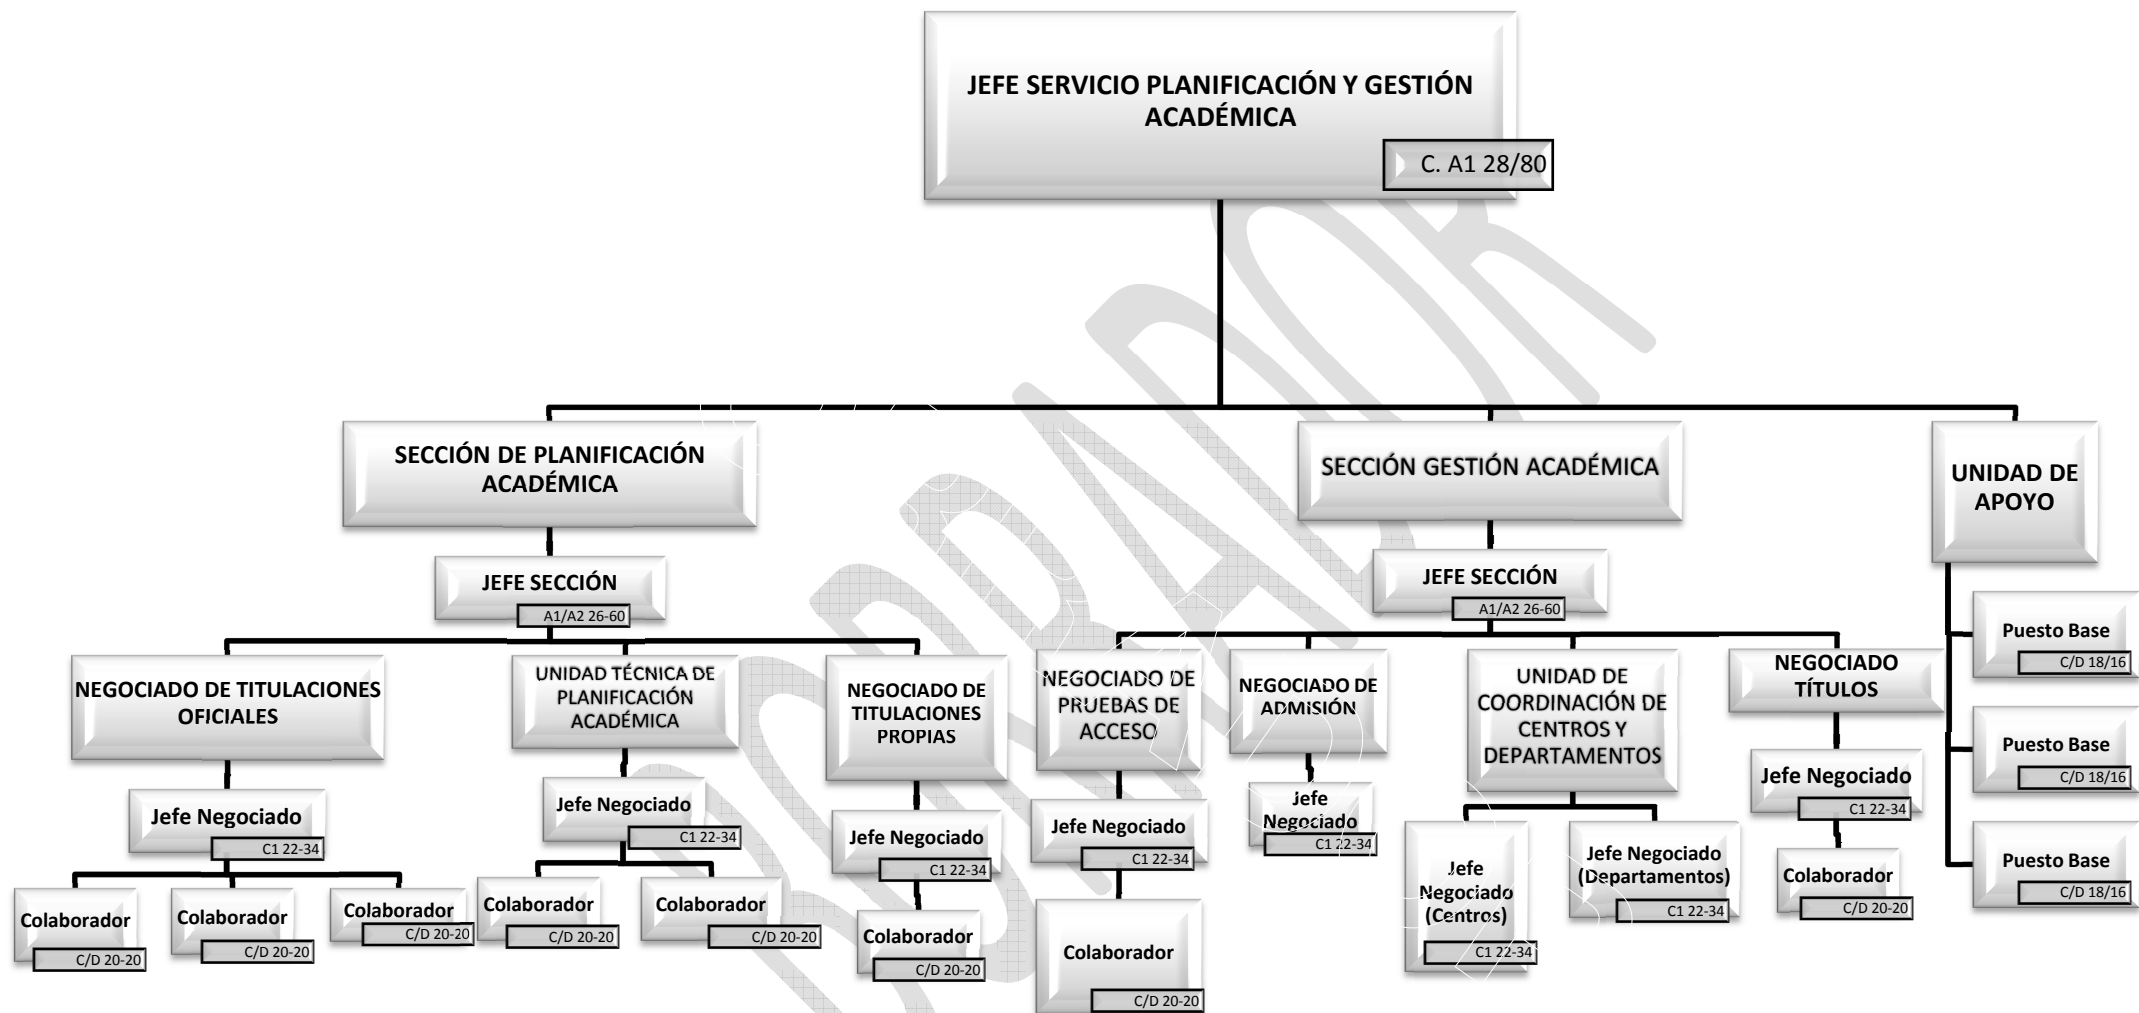 JEFE SERVICIO PLANIFICACIÓN Y GESTIÓN
ACADÉMICA
C. A1 28/80
SECCIÓN DE PLANIFICACIÓN
ACADÉMICA
JEFE SECCIÓN
A1/A2 26-60
NEGOCIADO DE TITULACIONES
OFICIALES
Jefe Negociado
C1 22-34
Colaborador
C/D 20-20
Colaborador
C/D 20-20
Colaborador
C/D 20-20
UNIDAD TÉCNICA DE
PLANIFICACIÓN
ACADÉMICA
Jefe Negociado
C1 22-34
Colaborador
C/D 20-20
Colaborador
C/D 20-20
NEGOCIADO DE
TITULACIONES
PROPIAS
Jefe Negociado
C1 22-34
Colaborador
C/D 20-20
SECCIÓN GESTIÓN ACADÉMICA
JEFE SECCIÓN
A1/A2 26-60
NEGOCIADO DE
PRUEBAS DE
ACCESO
Jefe Negociado
C1 22-34
Colaborador
C/D 20-20
NEGOCIADO DE
ADMISIÓN
Jefe
Negociado
C1 22-34
UNIDAD DE
COORDINACIÓN DE
CENTROS Y
DEPARTAMENTOS
Jefe
Negociado
(Centros)
C1 22-34
Jefe Negociado
(Departamentos)
C1 22-34
NEGOCIADO
TÍTULOS
Jefe Negociado
C1 22-34
Colaborador
C/D 20-20
UNIDAD DE
APOYO
Puesto Base
C/D 18/16
Puesto Base
C/D 18/16
Puesto Base
C/D 18/16
BORRADOR